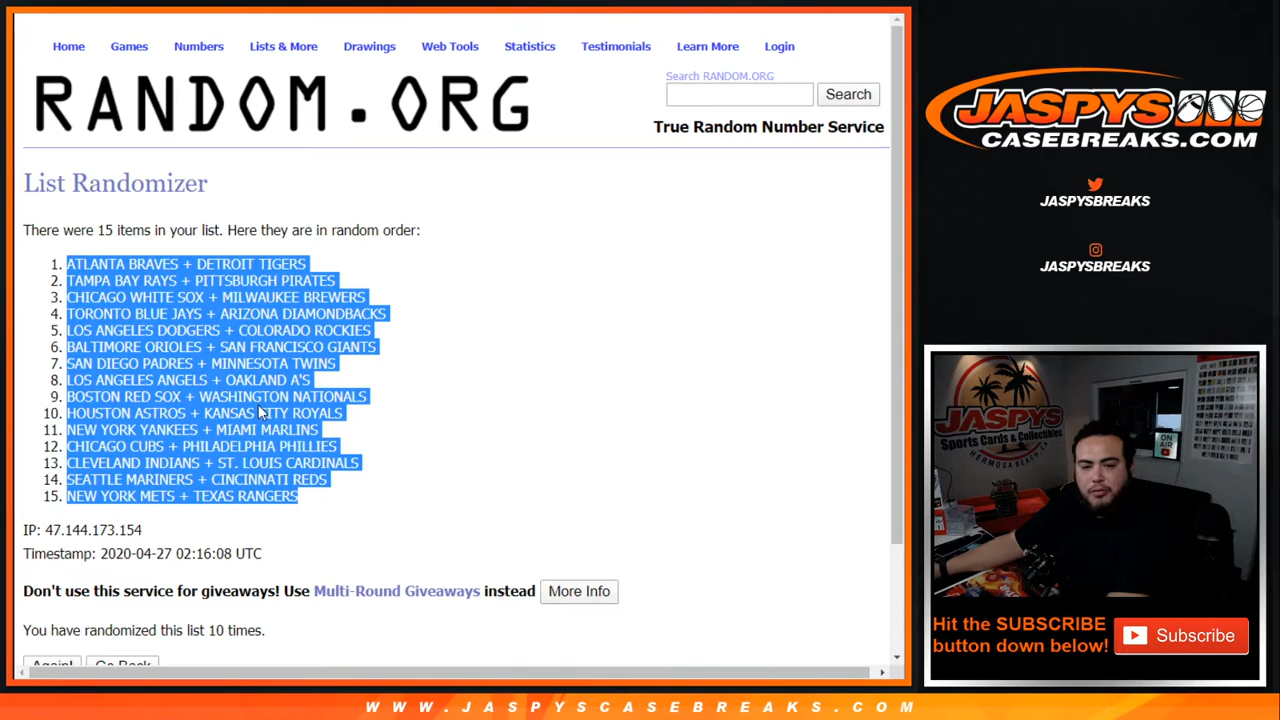 Home Games Numbers Lists & More Drawings Web Tools Statistics Testimonials Learn More Login
RANDOM.ORG
Search RANDOM.ORG
Search
True Random Number Service
List Randomizer
There were 15 items in your list. Here they are in random order:
1. ATLANTA BRAVES + DETROIT TIGERS
2. TAMPA BAY RAYS + PITTSBURGH PIRATES
3. CHICAGO WHITE SOX + MILWAUKEE BREWERS
4. TORONTO BLUE JAYS + ARIZONA DIAMONDBACKS
5. LOS ANGELES DODGERS + COLORADO ROCKIES
6. BALTIMORE ORIOLES + SAN FRANCISCO GIANTS
7. SAN DIEGO PADRES + MINNESOTA TWINS
8. LOS ANGELES ANGELS + OAKLAND A'S
9. BOSTON RED SOX + WASHINGTON NATIONALS
10. HOUSTON ASTROS + KANSAS CITY ROYALS
11. NEW YORK YANKEES + MIAMI MARLINS
12. CHICAGO CUBS + PHILADELPHIA PHILLIES
13. CLEVELAND INDIANS + ST. LOUIS CARDINALS
14. SEATTLE MARINERS + CINCINNATI REDS
15. NEW YORK METS + TEXAS RANGERS
IP: 47.144.173.154
Timestamp: 2020-04-27 02:16:08 UTC
Don't use this service for giveaways! Use Multi-Round Giveaways instead More Info
You have randomized this list 10 times.
Again! Go Back
JASPYS
CASEBREAKS.COM
JASPYSBREAKS
JASPYSBREAKS
JASPYS
Sports Cards & Collectibles
HERMOSA BEACH, CA
ON AIR
Hit the SUBSCRIBE
button down below!
Subscribe
WWW.JASPYSCASEBREAKS.COM